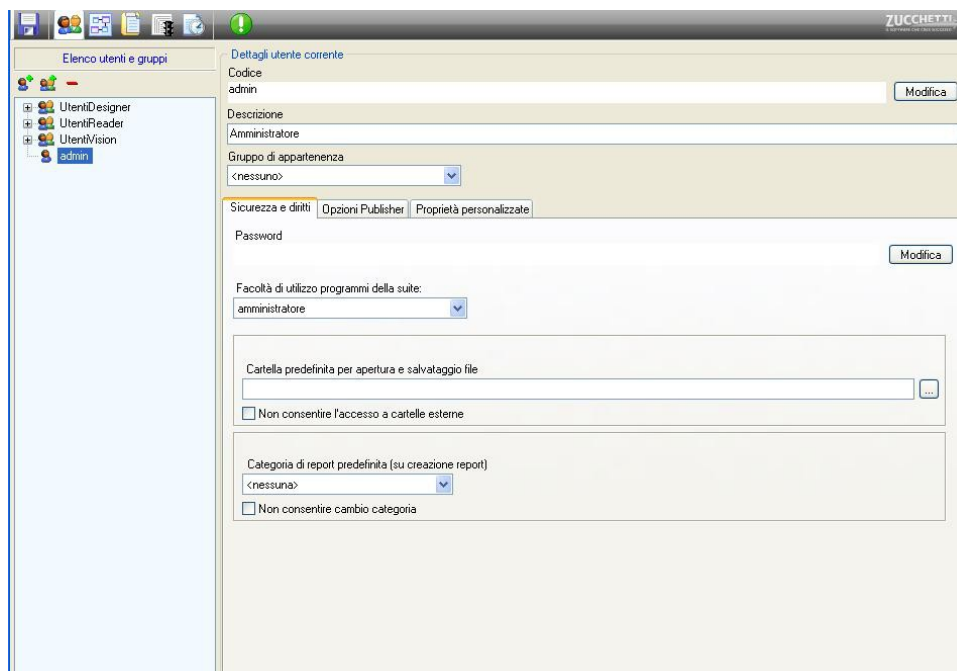 ZUCCHETTI
Elenco utenti e gruppi
UtentiDesigner
UtentiReader
UtentiVision
admin
Dettagli utente corrente
Codice
admin
Modifica
Descrizione
Amministratore
Gruppo di appartenenza
<nessuno>
Sicurezza e diritti Opzioni Publisher Proprietà personalizzate
Password
Modifica
Facoltà di utilizzo programmi della suite:
amministratore
Cartella predefinita per apertura e salvataggio file
...
Non consentire l'accesso a cartelle esterne
Categoria di report predefinita (su creazione report)
<nessuna>
Non consentire cambio categoria